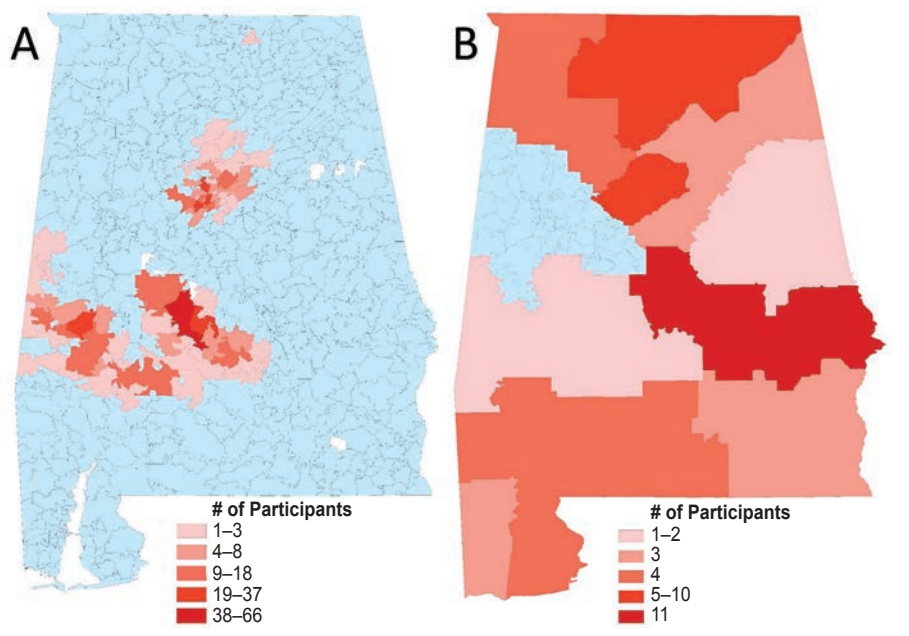 A
B
# of Participants
1–3
4–8
9–18
19–37
38–66
# of Participants
1–2
3
4
5–10
11